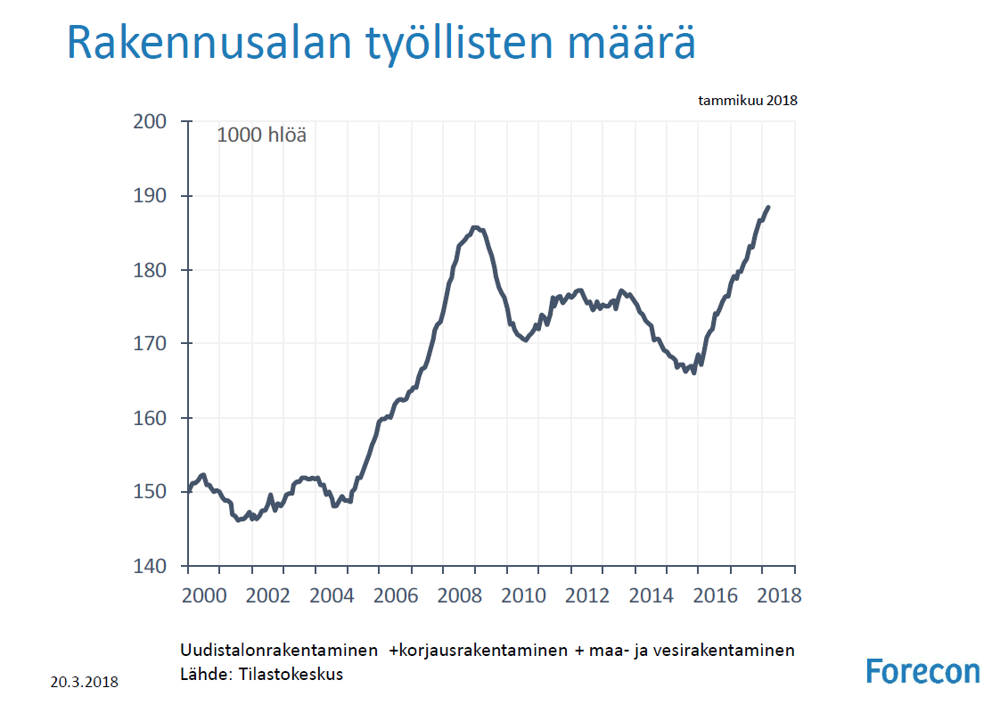 Rakennusalan työllisten määrä
tammikuu 2018
1000 hlöä
200
190
180
170
160
150
140
2000 2002 2004 2006 2008 2010 2012 2014 2016 2018
Uudistalonrakentaminen +korjausrakentaminen + maa- ja vesirakentaminen
Lähde: Tilastokeskus
20.3.2018
Forecon